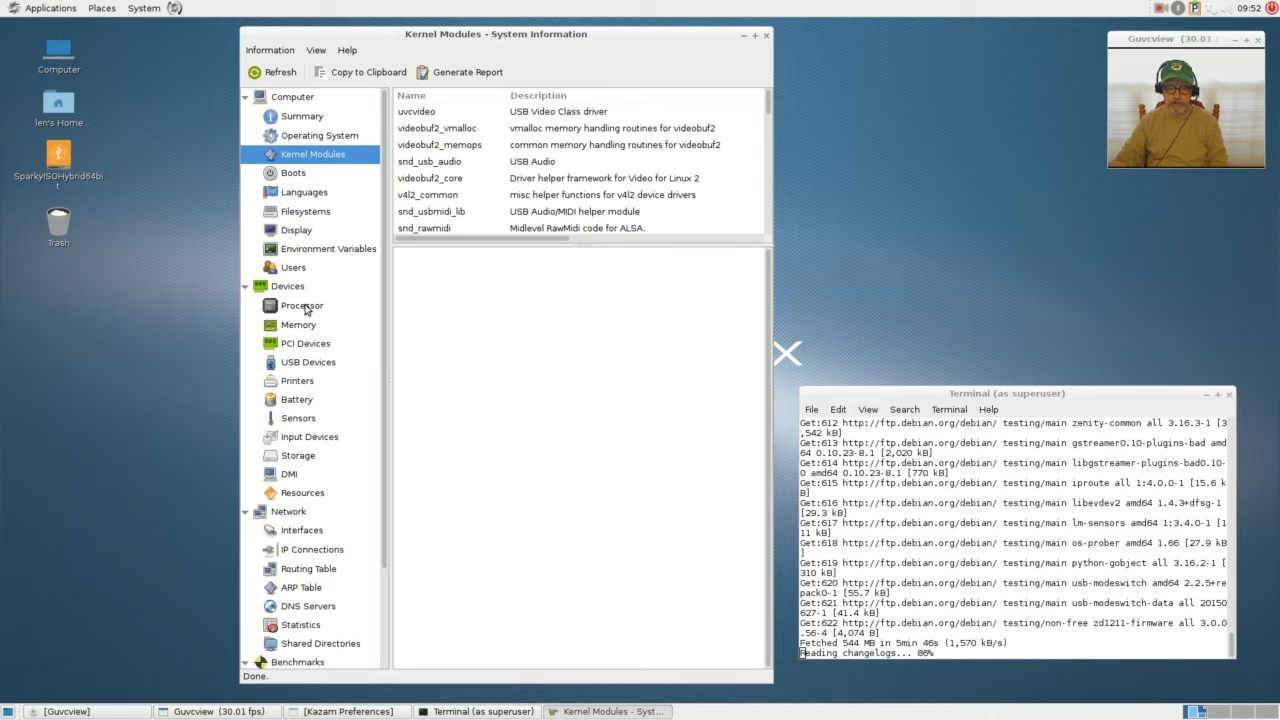 Applications Places System
09:52
Computer
len's Home
SparkyISOHybrid64bi
t
Trash
Kernel Modules - System Information
Information View Help
Refresh Copy to Clipboard Generate Report
Computer
Summary
Operating System
Kernel Modules
Boots
Languages
Filesystems
Display
Environment Variables
Users
Devices
Processor
Memory
PCI Devices
USB Devices
Printers
Battery
Sensors
Input Devices
Storage
DMI
Resources
Network
Interfaces
IP Connections
Routing Table
ARP Table
DNS Servers
Statistics
Shared Directories
Benchmarks
Name Description
uvcvideo USB Video Class driver
videobuf2_vmalloc vmalloc memory handling routines for videobuf2
videobuf2_memops common memory handling routines for videobuf2
snd_usb_audio USB Audio
videobuf2_core Driver helper framework for Video for Linux 2
v4l2_common misc helper functions for v4l2 device drivers
snd_usbmidi_lib USB Audio/MIDI helper module
snd_rawmidi Midlevel RawMidi code for ALSA.
Done.
Guvcview (30.01
Terminal (as superuser)
File Edit View Search Terminal Help
Get:612 http://ftp.debian.org/debian/ testing/main zenity-common all 3.16.3-1 [3
,542 kB]
Get:613 http://ftp.debian.org/debian/ testing/main gstreamer0.10-plugins-bad amd
64 0.10.23-8.1 [2,020 kB]
Get:614 http://ftp.debian.org/debian/ testing/main libgstreamer-plugins-bad0.10-
0 amd64 0.10.23-8.1 [770 kB]
Get:615 http://ftp.debian.org/debian/ testing/main iproute all 1:4.0.0-1 [15.6 k
B]
Get:616 http://ftp.debian.org/debian/ testing/main libevdev2 amd64 1.4.3+dfsg-1
[29.3 kB]
Get:617 http://ftp.debian.org/debian/ testing/main lm-sensors amd64 1:3.4.0-1 [1
11 kB]
Get:618 http://ftp.debian.org/debian/ testing/main os-prober amd64 1.66 [27.9 kB
]
Get:619 http://ftp.debian.org/debian/ testing/main python-gobject all 3.16.2-1 [
310 kB]
Get:620 http://ftp.debian.org/debian/ testing/main usb-modeswitch amd64 2.2.5+re
pack0-1 [55.7 kB]
Get:621 http://ftp.debian.org/debian/ testing/main usb-modeswitch-data all 20150
627-1 [41.4 kB]
Get:622 http://ftp.debian.org/debian/ testing/non-free zd1211-firmware all 3.0.0
.56-4 [4,074 B]
Fetched 544 MB in 5min 46s (1,570 kB/s)
Reading changelogs... 86%
[Guvcview] Guvcview (30.01 fps) [Kazam Preferences] Terminal (as superuser) Kernel Modules - Syst...